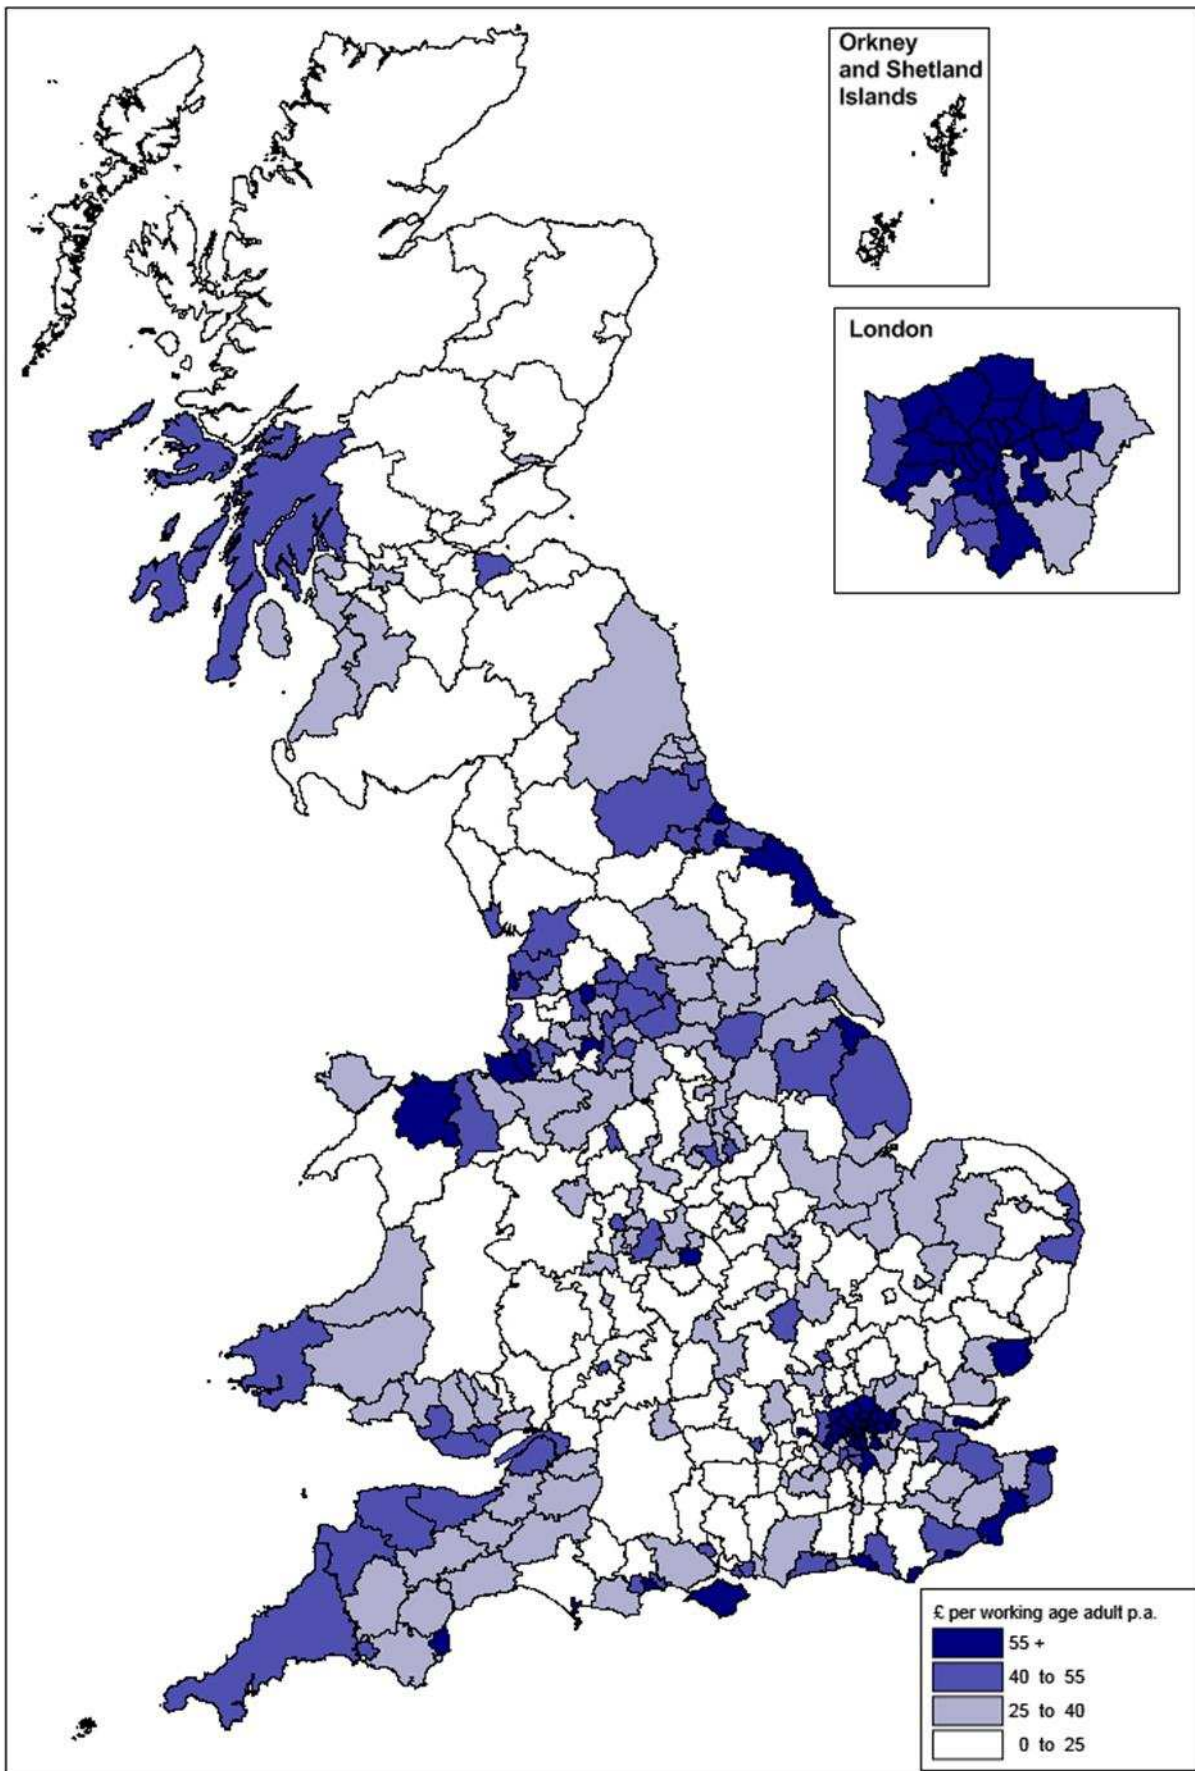 Orkney
and Shetland
Islands
London
£ per working age adult p.a.
55 +
40 to 55
25 to 40
0 to 25